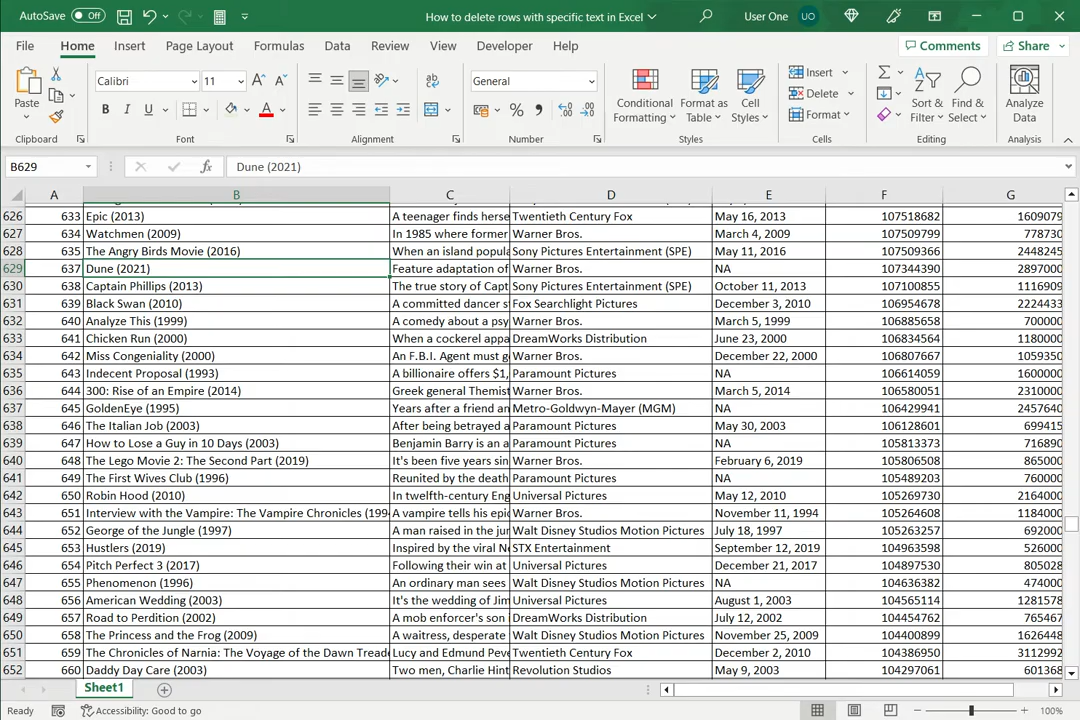 AutoSave Off How to delete rows with specific text in Excel User One UO
File Home Insert Page Layout Formulas Data Review View Developer Help Comments Share
Paste Calibri 11 General Conditional Formatting Format as Table Cell Styles Insert Delete Format Sort & Filter Find & Select Analyze Data
Clipboard Font Alignment Number Styles Cells Editing Analysis
B629 fx Dune (2021)
A B C D E F G
626 633 Epic (2013) A teenager finds herse Twentieth Century Fox May 16, 2013 107518682 1609079
627 634 Watchmen (2009) In 1985 where former Warner Bros. March 4, 2009 107509799 778730
628 635 The Angry Birds Movie (2016) When an island popula Sony Pictures Entertainment (SPE) May 11, 2016 107509366 2448245
629 637 Dune (2021) Feature adaptation of Warner Bros. NA 107344390 2897000
630 638 Captain Phillips (2013) The true story of Capt Sony Pictures Entertainment (SPE) October 11, 2013 107100855 1116909
631 639 Black Swan (2010) A committed dancer s Fox Searchlight Pictures December 3, 2010 106954678 2224433
632 640 Analyze This (1999) A comedy about a psy Warner Bros. March 5, 1999 106885658 700000
633 641 Chicken Run (2000) When a cockerel appa DreamWorks Distribution June 23, 2000 106834564 1180000
634 642 Miss Congeniality (2000) An F.B.I. Agent must g Warner Bros. December 22, 2000 106807667 1059350
635 643 Indecent Proposal (1993) A billionaire offers $1, Paramount Pictures NA 106614059 1600000
636 644 300: Rise of an Empire (2014) Greek general Themist Warner Bros. March 5, 2014 106580051 2310000
637 645 GoldenEye (1995) Years after a friend an Metro-Goldwyn-Mayer (MGM) NA 106429941 2457640
638 646 The Italian Job (2003) After being betrayed a Paramount Pictures May 30, 2003 106128601 699415
639 647 How to Lose a Guy in 10 Days (2003) Benjamin Barry is an a Paramount Pictures NA 105813373 716890
640 648 The Lego Movie 2: The Second Part (2019) It's been five years sin Warner Bros. February 6, 2019 105806508 865000
641 649 The First Wives Club (1996) Reunited by the death Paramount Pictures NA 105489203 760000
642 650 Robin Hood (2010) In twelfth-century Eng Universal Pictures May 12, 2010 105269730 2164000
643 651 Interview with the Vampire: The Vampire Chronicles (199 A vampire tells his epic Warner Bros. November 11, 1994 105264608 1184000
644 652 George of the Jungle (1997) A man raised in the jun Walt Disney Studios Motion Pictures July 18, 1997 105263257 692000
645 653 Hustlers (2019) Inspired by the viral Ne STX Entertainment September 12, 2019 104963598 526000
646 654 Pitch Perfect 3 (2017) Following their win at Universal Pictures December 21, 2017 104897530 805028
647 655 Phenomenon (1996) An ordinary man sees Walt Disney Studios Motion Pictures NA 104636382 474000
648 656 American Wedding (2003) It's the wedding of Jim Universal Pictures August 1, 2003 104565114 1281578
649 657 Road to Perdition (2002) A mob enforcer's son DreamWorks Distribution July 12, 2002 104454762 765467
650 658 The Princess and the Frog (2009) A waitress, desperate Walt Disney Studios Motion Pictures November 25, 2009 104400899 1626448
651 659 The Chronicles of Narnia: The Voyage of the Dawn Tread Lucy and Edmund Peve Twentieth Century Fox December 2, 2010 104386950 3112992
652 660 Daddy Day Care (2003) Two men, Charlie Hint Revolution Studios May 9, 2003 104297061 601368
Sheet1
Ready Accessibility: Good to go 100%